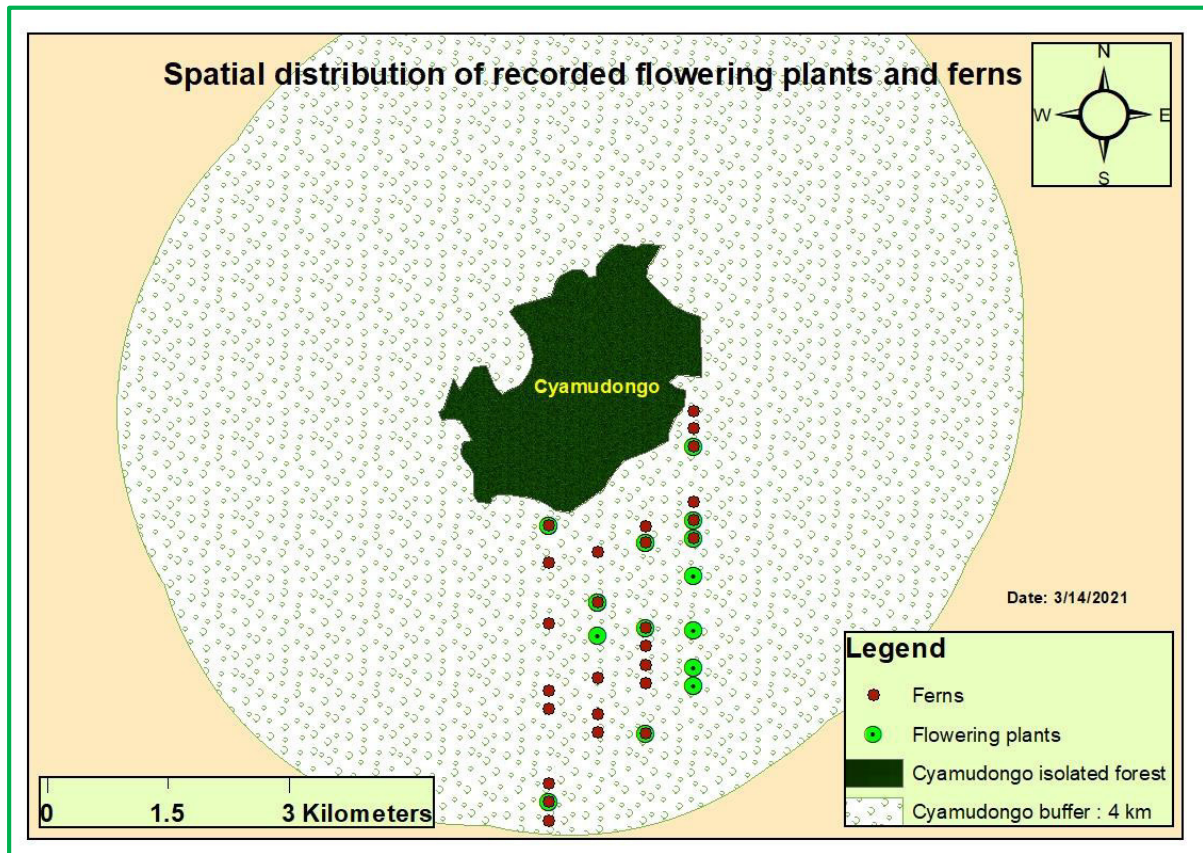 Spatial distribution of recorded flowering plants and ferns
N
W E
S
Cyamudongo
Date: 3/14/2021
Legend
Ferns
Flowering plants
Cyamudongo isolated forest
Cyamudongo buffer : 4 km
0 1.5 3 Kilometers